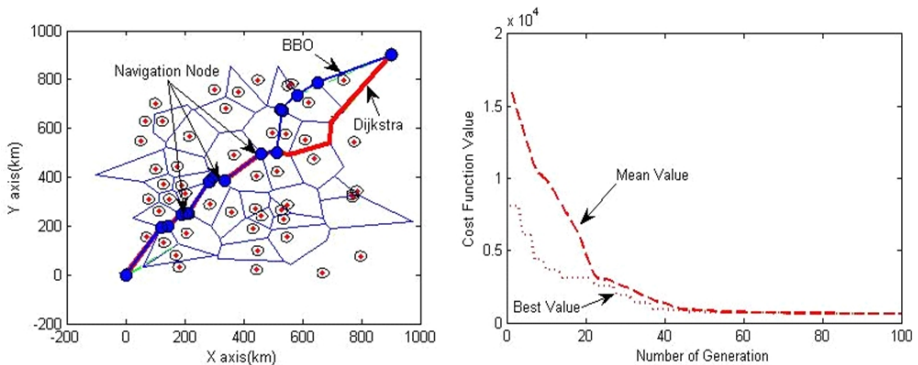 1000
800
600
400
200
0
-200
-200
0
200
400
600
800
1000
X axis(km)
Y axis(km)
BBO
Navigation Node
Dijkstra
x 10^4
2
1.5
1
0.5
0
0
20
40
60
80
100
Number of Generation
Cost Function Value
Mean Value
Best Value